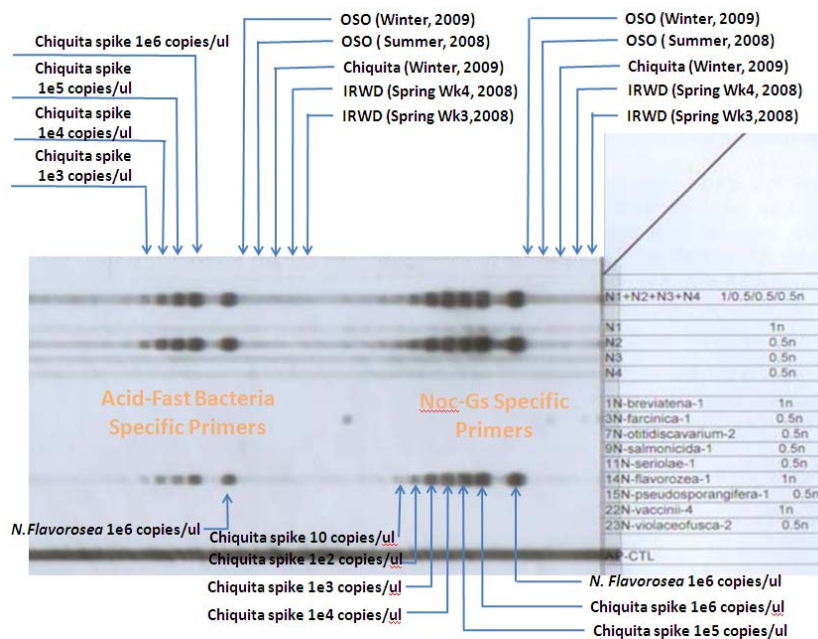 Chiquita spike 1e6 copies/ul
Chiquita spike
1e5 copies/ul
Chiquita spike
1e4 copies/ul
Chiquita spike
1e3 copies/ul
OSO (Winter, 2009)
OSO ( Summer, 2008)
Chiquita (Winter, 2009)
IRWD (Spring Wk4, 2008)
IRWD (Spring Wk3,2008)
OSO (Winter, 2009)
OSO ( Summer, 2008)
Chiquita (Winter, 2009)
IRWD (Spring Wk4, 2008)
IRWD (Spring Wk3,2008)
N1+N2+N3+N4 1/0.5/0.5/0.5n
N1 1n
N2 0.5n
N3 0.5n
N4 0.5n
1N-breviatena-1 1n
3N-farcinica-1 0.5n
7N-otitidiscavarium-2 0.5n
9N-salmonicida-1 0.5n
11N-seriolae-1 0.5n
14N-flavorozea-1 1n
15N-pseudosporangifera-1 0.5n
22N-vaccinii-4 1n
23N-violaceofusca-2 0.5n
AP-CTL
Acid-Fast Bacteria
Specific Primers
Noc-Gs Specific
Primers
N.Flavorosea 1e6 copies/ul
Chiquita spike 10 copies/ul
Chiquita spike 1e2 copies/ul
Chiquita spike 1e3 copies/ul
Chiquita spike 1e4 copies/ul
N. Flavorosea 1e6 copies/ul
Chiquita spike 1e6 copies/ul
Chiquita spike 1e5 copies/ul